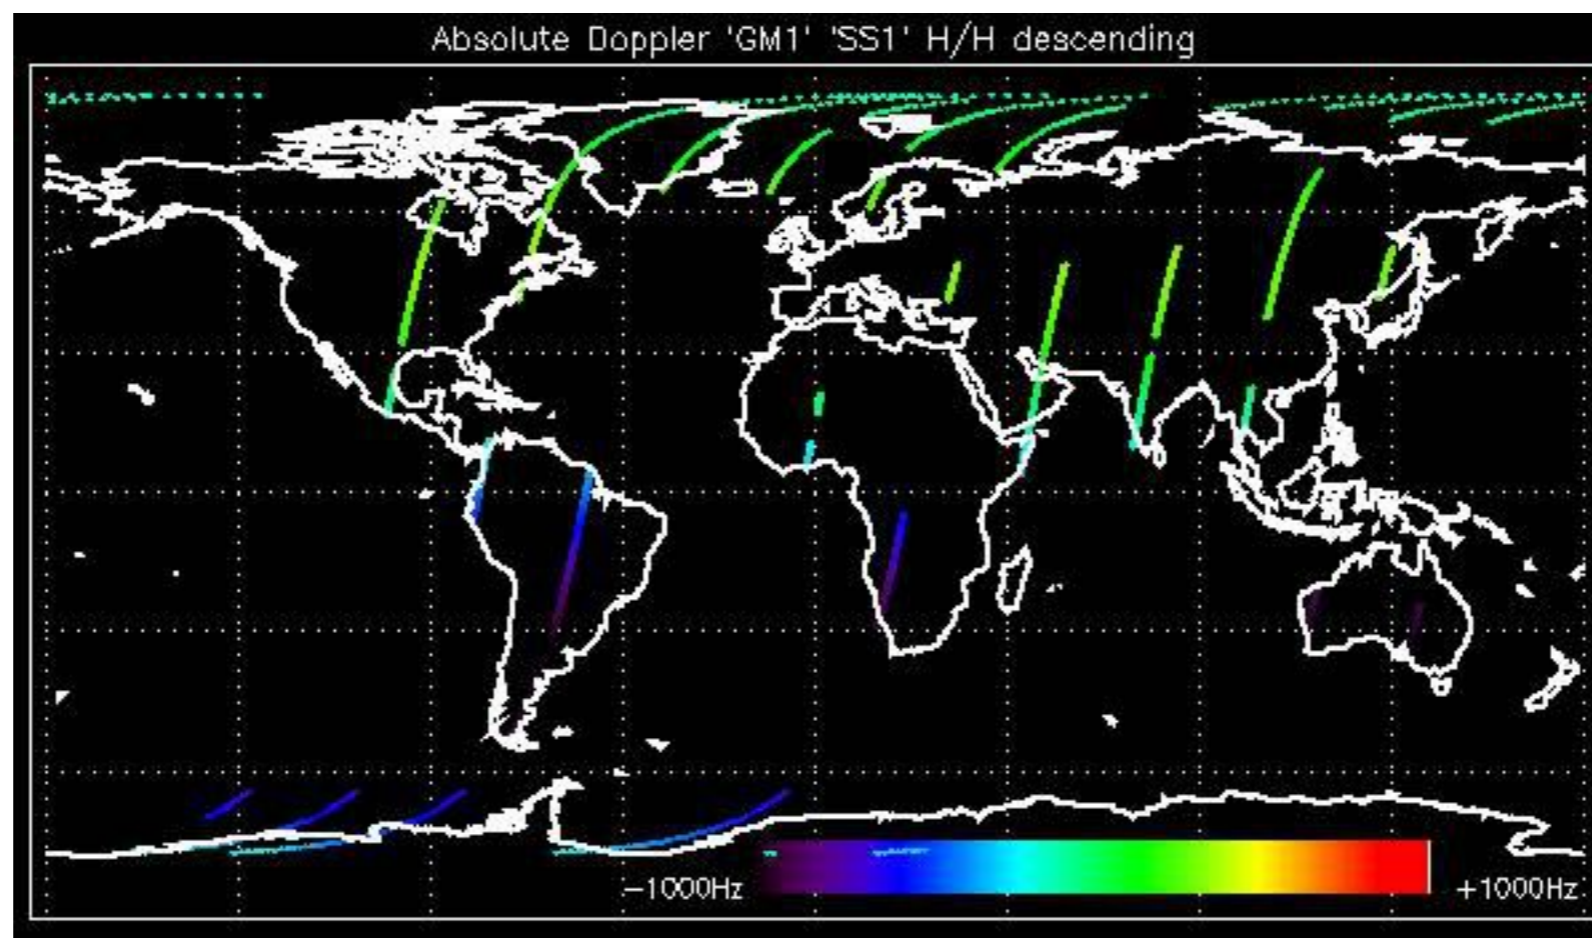 Absolute Doppler 'GM1' 'SS1' H/H descending
-1000Hz
+1000Hz